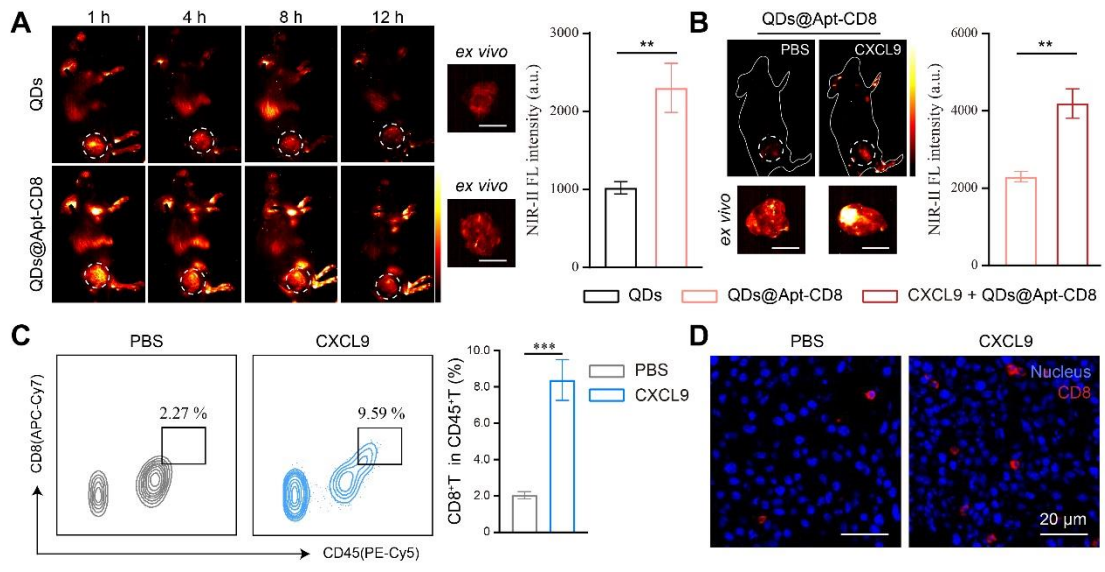 A
1 h
4 h
8 h
12 h
QDs
QDs@Apt-CD8
ex vivo
ex vivo
NIR-II FL intensity (a.u.)
3000
2000
1000
0
**
B
QDs@Apt-CD8
PBS
CXCL9
ex vivo
NIR-II FL intensity (a.u.)
6000
4000
2000
0
**
QDs
QDs@Apt-CD8
CXCL9 + QDs@Apt-CD8
C
PBS
CXCL9
2.27 %
9.59 %
CD8(APC-Cy7)
CD45(PE-Cy5)
CD8⁺T in CD45⁺T (%)
10.0
8.0
6.0
4.0
2.0
0
***
PBS
CXCL9
D
PBS
CXCL9
Nucleus
CD8
20 µm